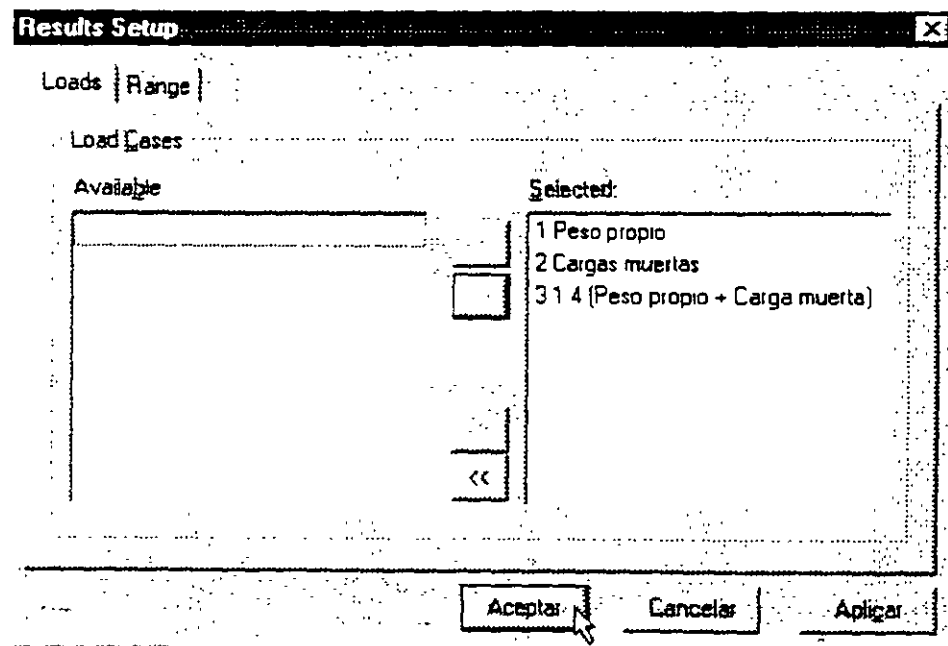 Results Setup
Loads Range
Load Cases
Available
Selected:
1 Peso propio
2 Cargas muertas
3 1 4 (Peso propio + Carga muerta)
<<
Aceptar Cancelar Aplicar